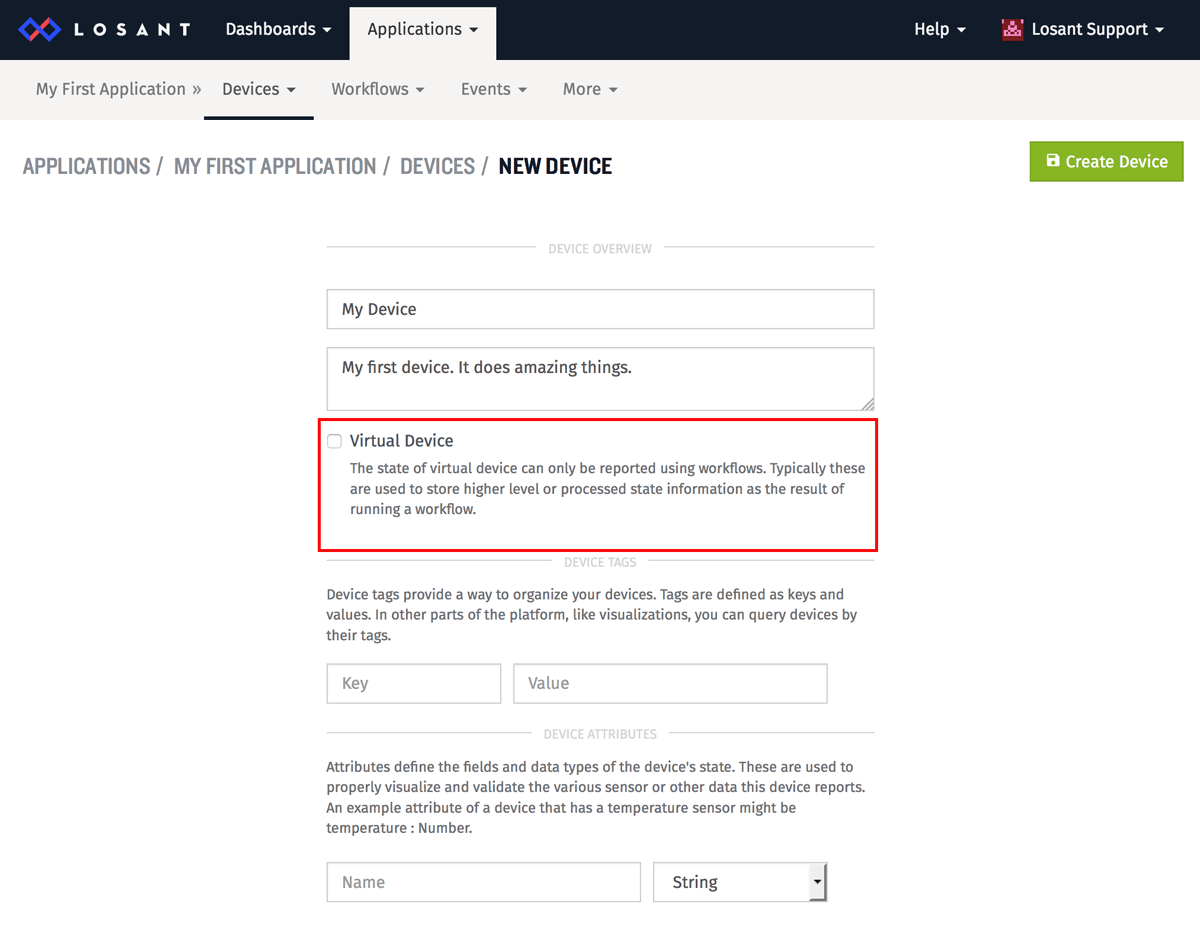 LOSANT Dashboards Applications Help Losant Support
My First Application » Devices Workflows Events More
APPLICATIONS / MY FIRST APPLICATION / DEVICES / NEW DEVICE Create Device
DEVICE OVERVIEW
My Device
My first device. It does amazing things.
Virtual Device
The state of virtual device can only be reported using workflows. Typically these
are used to store higher level or processed state information as the result of
running a workflow.
DEVICE TAGS
Device tags provide a way to organize your devices. Tags are defined as keys and
values. In other parts of the platform, like visualizations, you can query devices by
their tags.
Key Value
DEVICE ATTRIBUTES
Attributes define the fields and data types of the device's state. These are used to
properly visualize and validate the various sensor or other data this device reports.
An example attribute of a device that has a temperature sensor might be
temperature : Number.
Name String